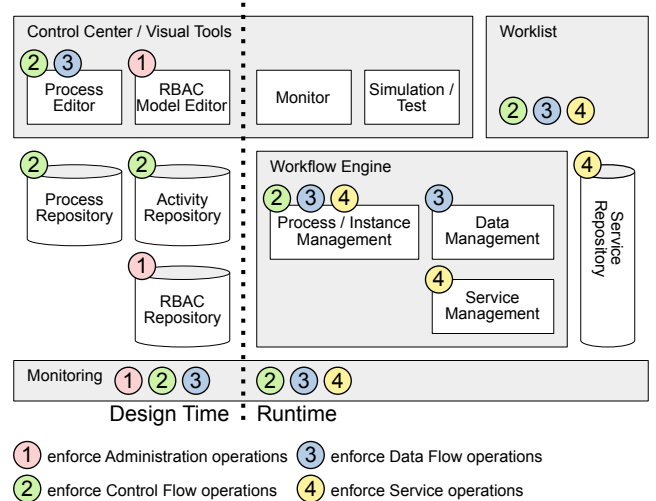 Control Center / Visual Tools
Worklist
2 3 1
Process
Editor
RBAC
Model Editor
Monitor
Simulation /
Test
2 3 4
2 2
Process
Repository
Activity
Repository
Workflow Engine
2 3 4 3
Process / Instance
Management
Data
Management
4
Service
Repository
1
RBAC
Repository
4
Service
Management
Monitoring 1 2 3 2 3 4
Design Time Runtime
1 enforce Administration operations 3 enforce Data Flow operations
2 enforce Control Flow operations 4 enforce Service operations